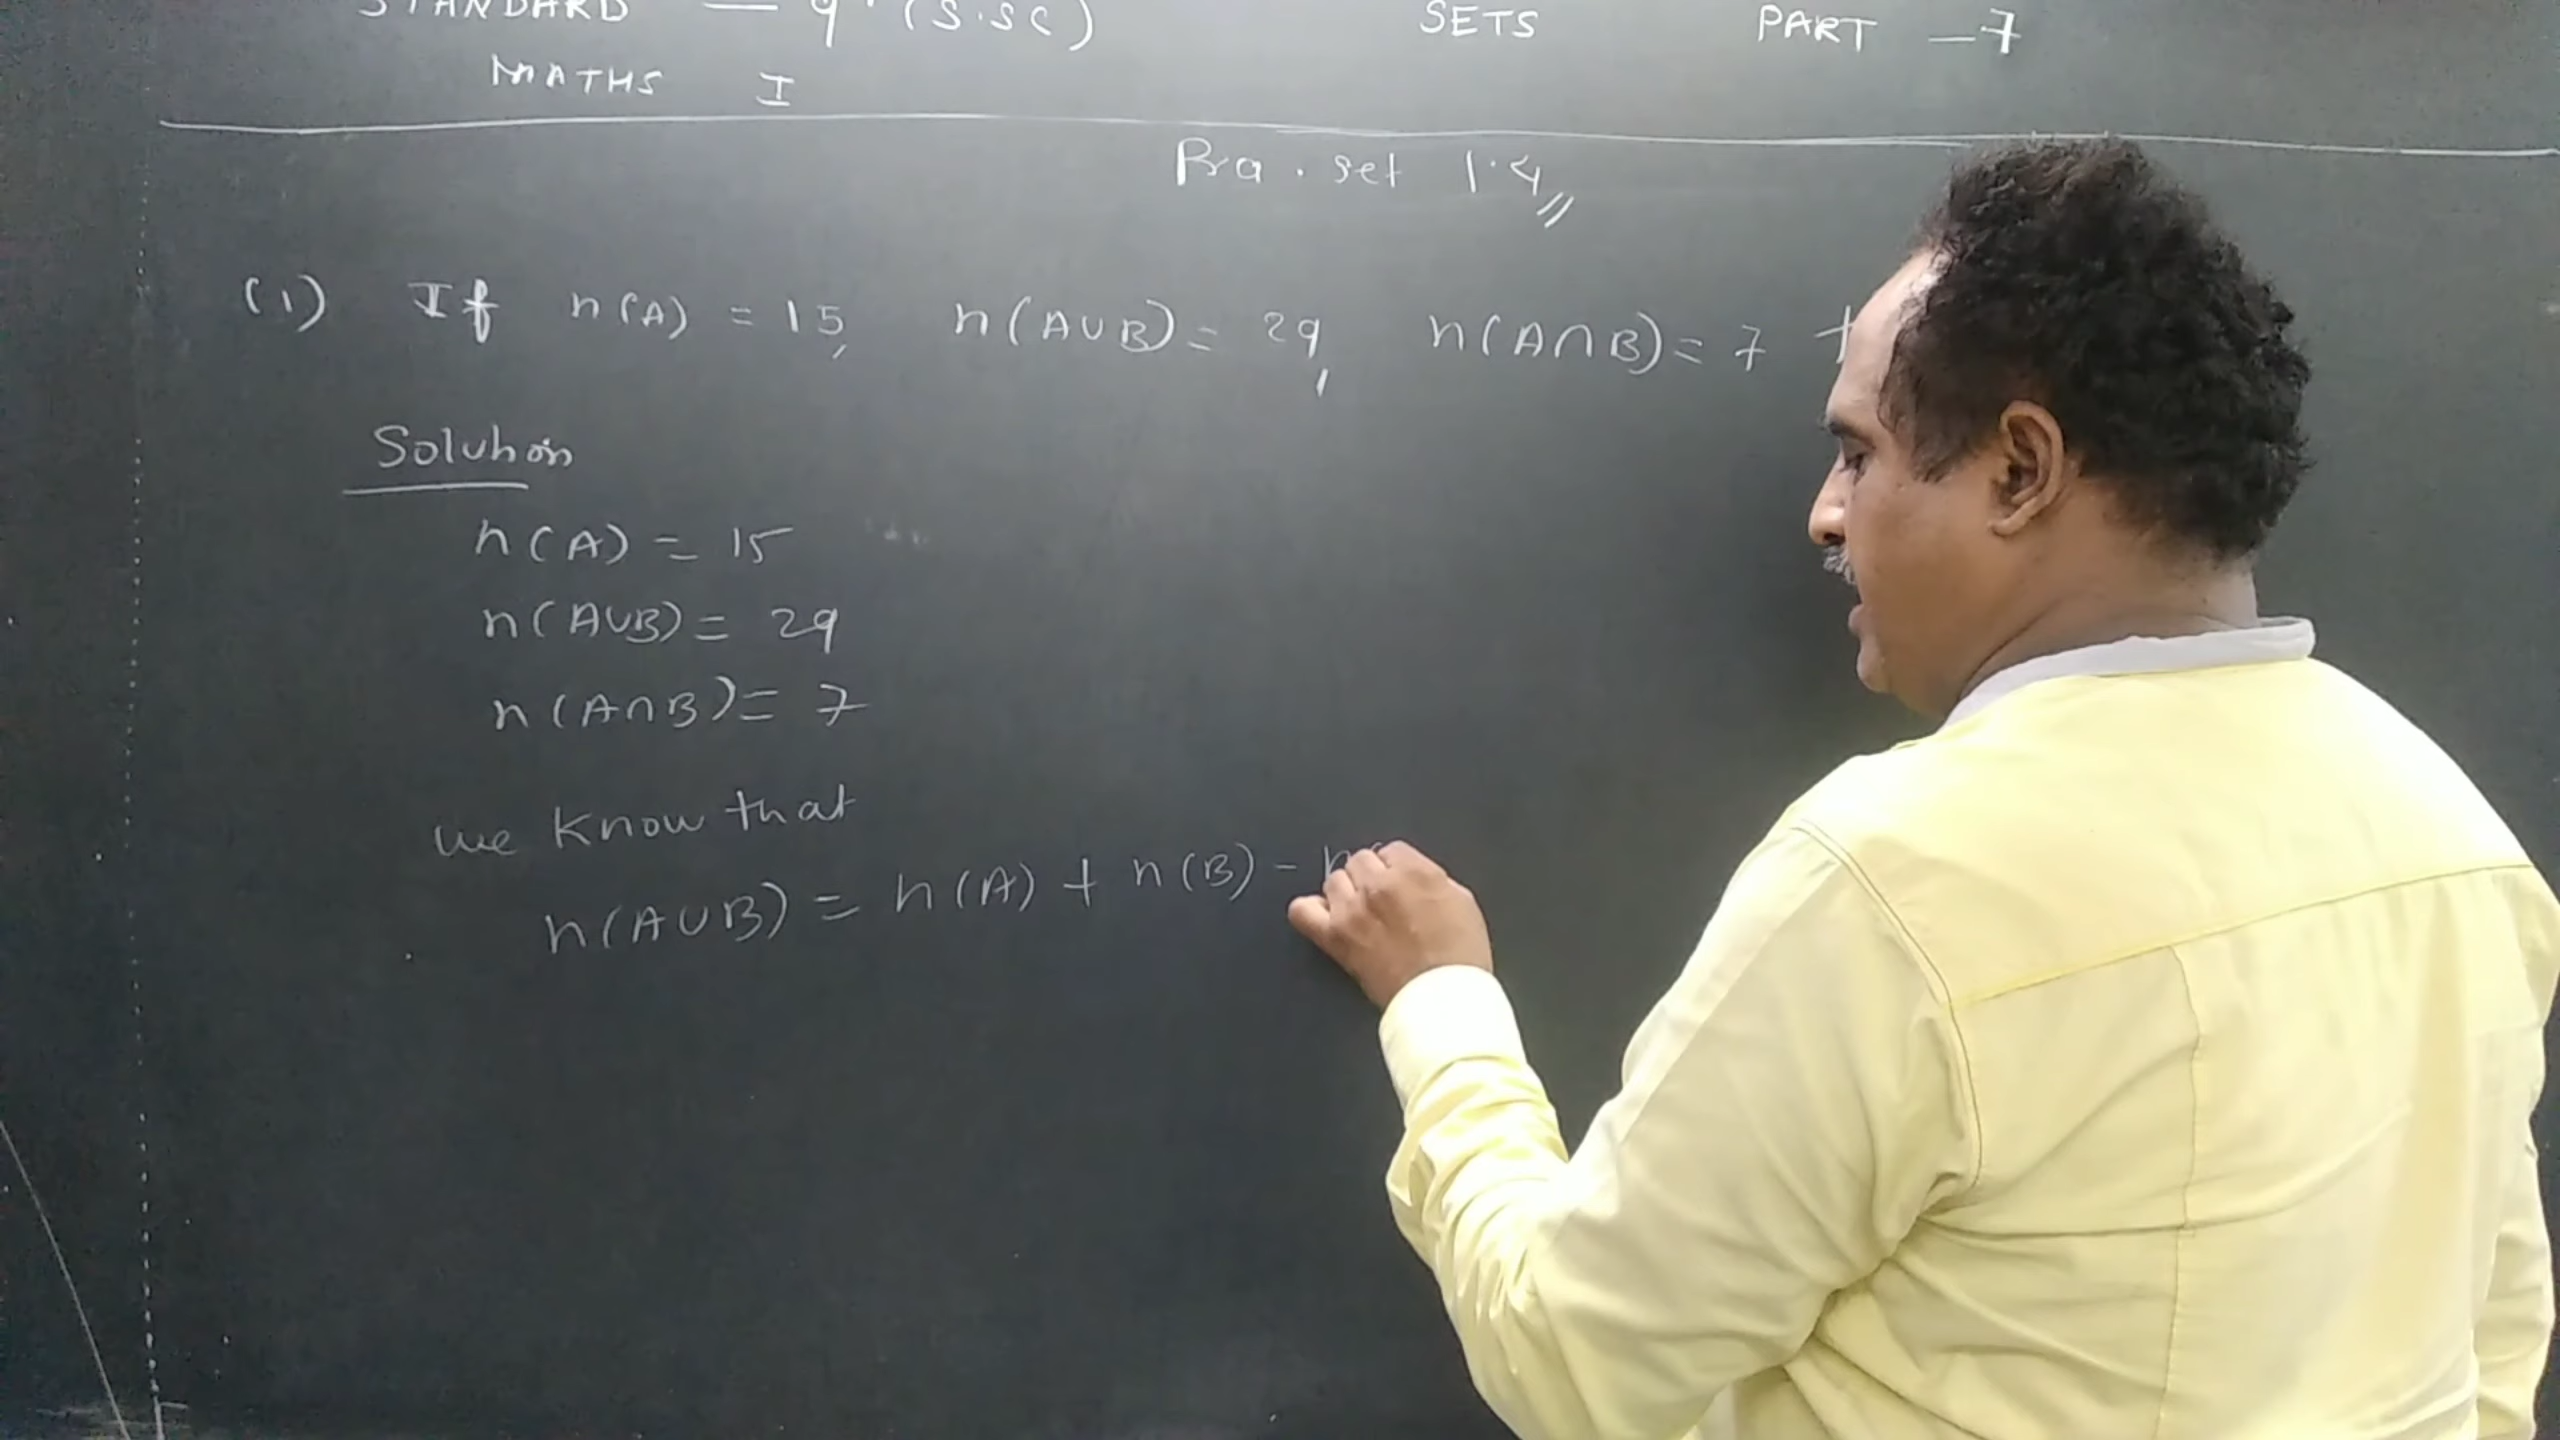 STANDARD — 9. (S.SC) SETS PART — 7
MATHS I
Pra. set 1.4
(1) If n(A) = 15, n(A∪B) = 29, n(A∩B) = 7
Solution
n(A) = 15
n(A∪B) = 29
n(A∩B) = 7
we know that
n(A∪B) = n(A) + n(B) - n(